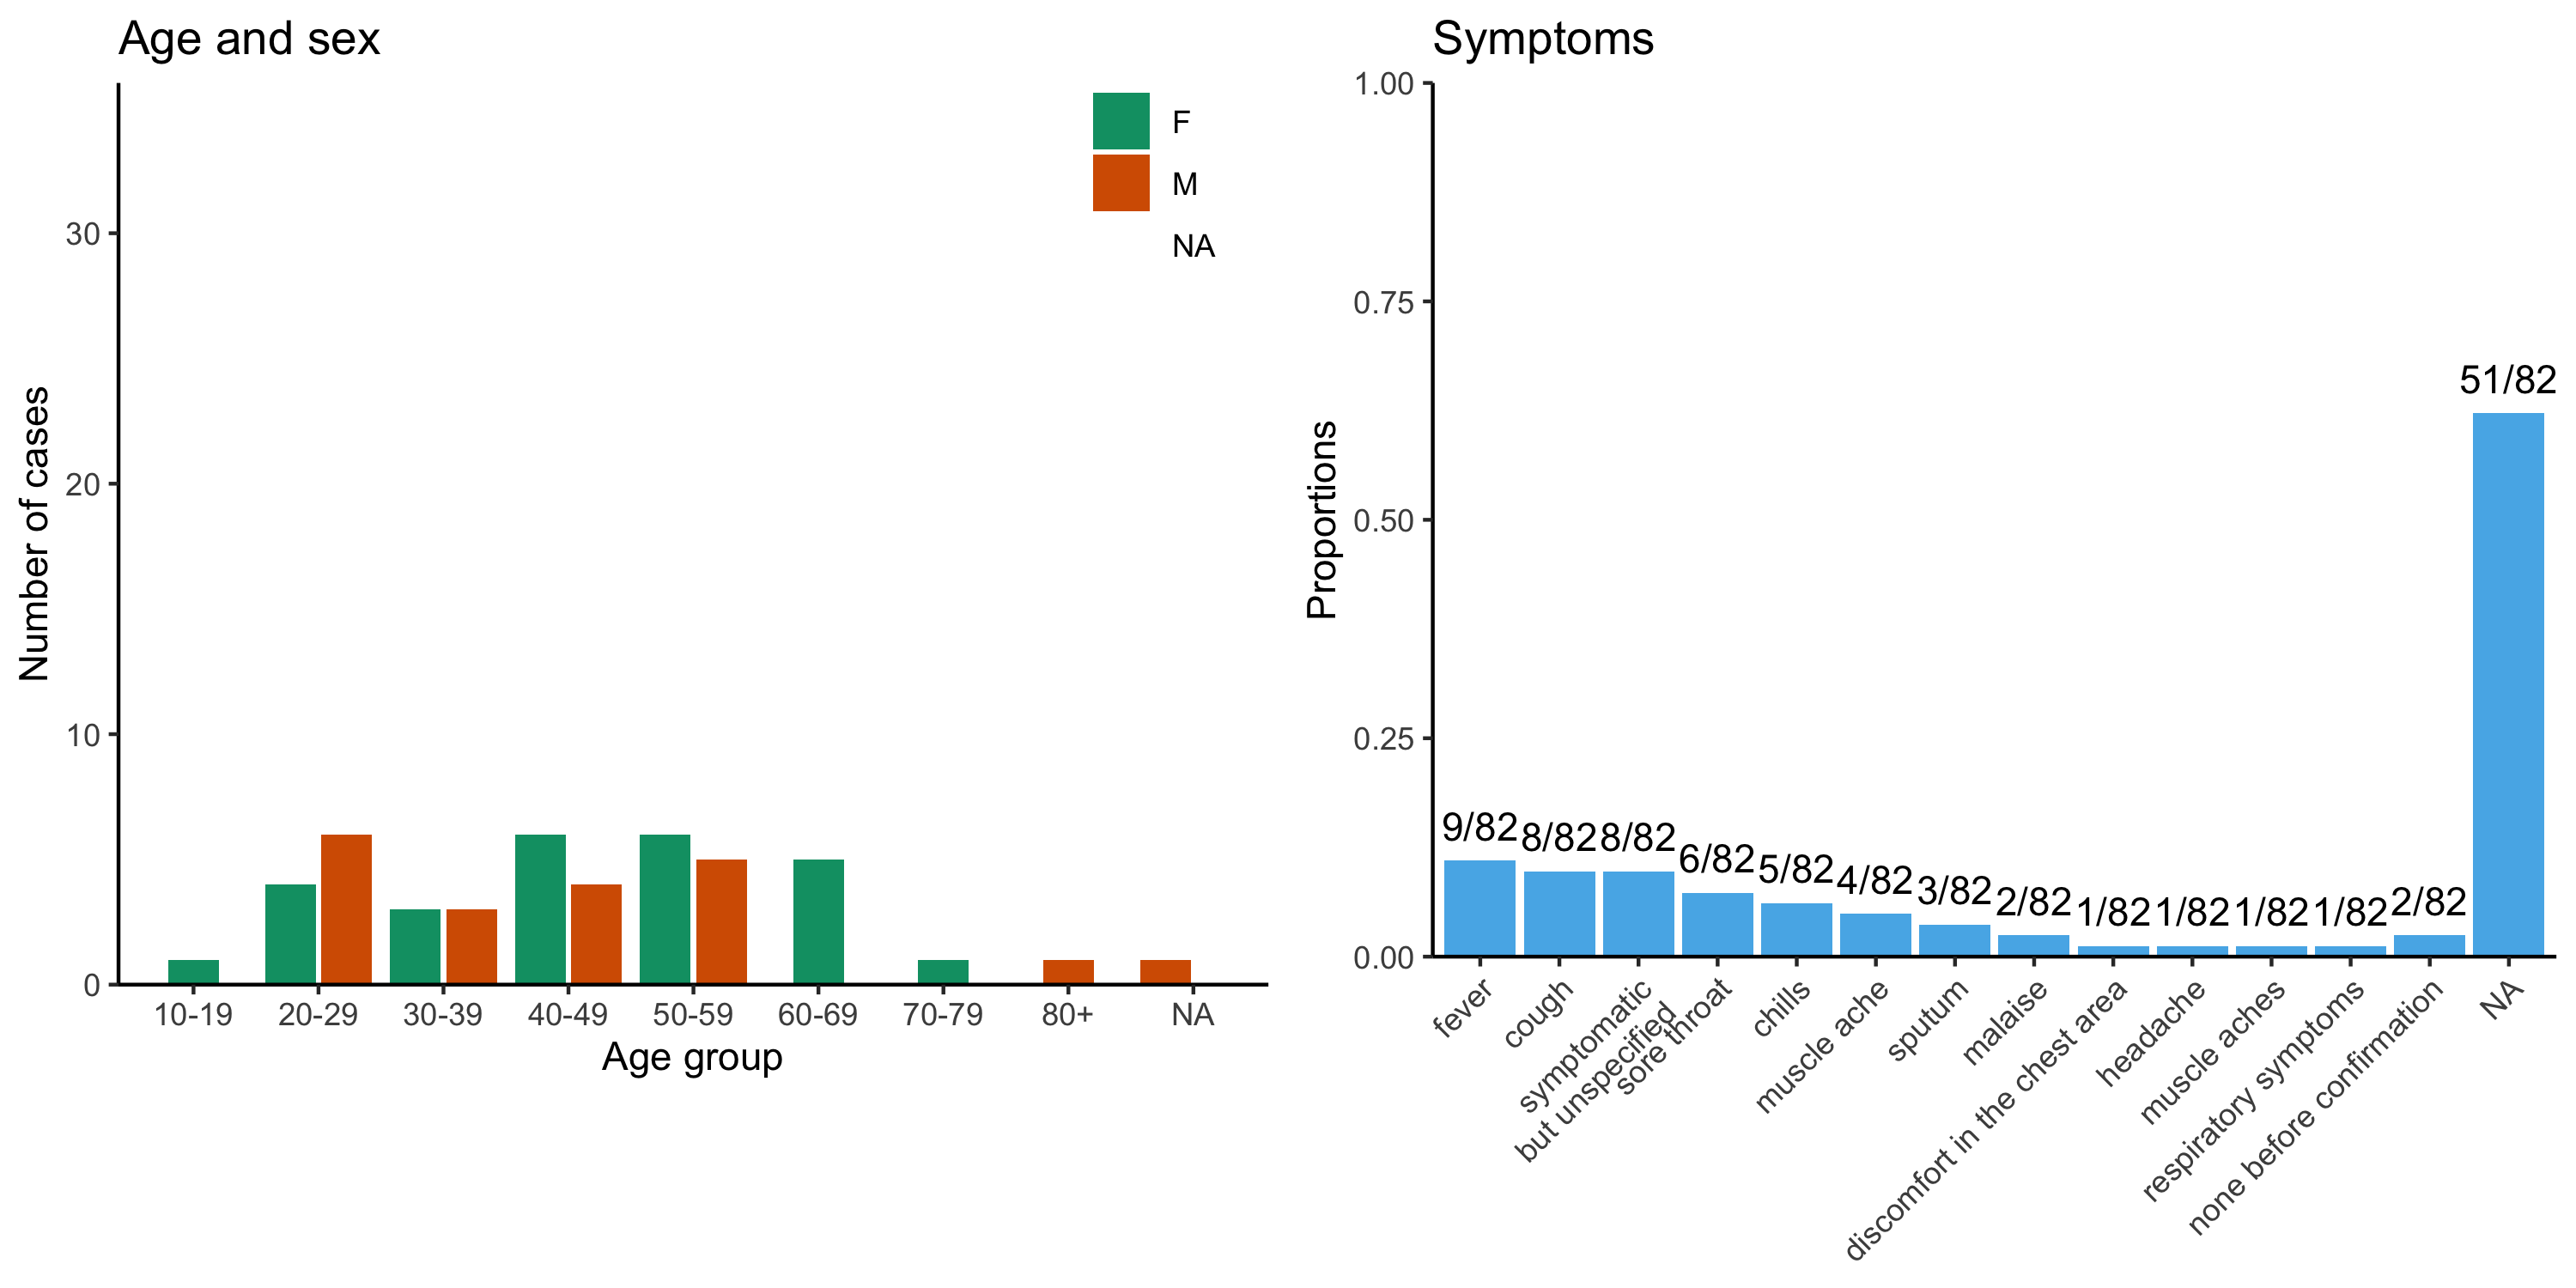 Age and sex
Number of cases
30
20
10
0
F
M
NA
10-19
20-29
30-39
40-49
50-59
60-69
70-79
80+
NA
Age group
Symptoms
Proportions
1.00
0.75
0.50
0.25
0.00
9/82
8/82
8/82
6/82
5/82
4/82
3/82
2/82
1/82
1/82
1/82
1/82
2/82
51/82
fever
cough
symptomatic
but unspecified
sore throat
chills
muscle ache
sputum
malaise
discomfort in the chest area
headache
muscle aches
respiratory symptoms
none before confirmation
NA